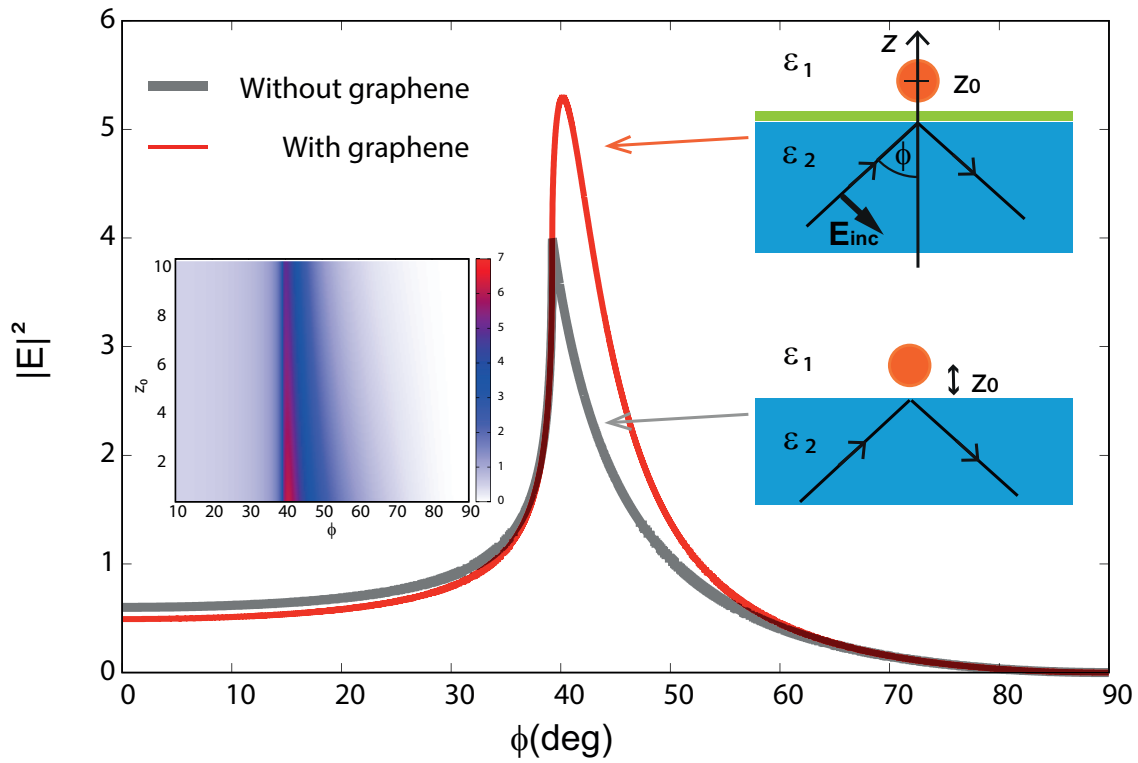 6
5
4
3
2
1
0
|E|²
Without graphene
With graphene
0 10 20 30 40 50 60 70 80 90
ϕ(deg)
10
8
6
4
2
z₀
10 20 30 40 50 60 70 80 90
ϕ
7
6
5
4
3
2
1
0
z
ε₁
z₀
ε₂
ϕ
Einc
ε₁
z₀
ε₂